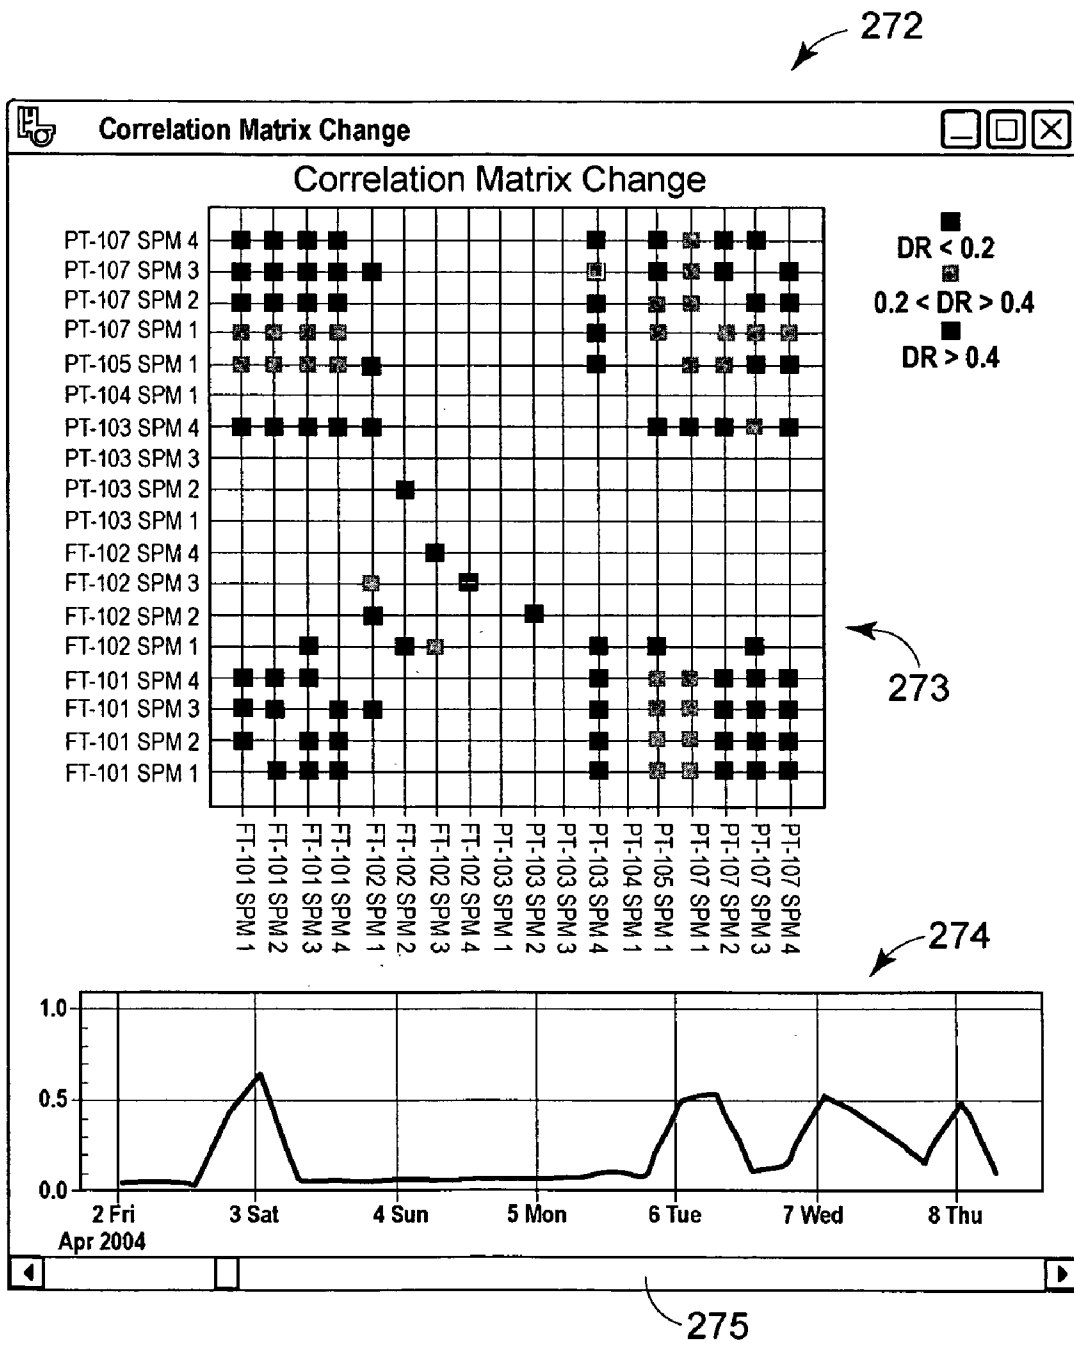 272
Correlation Matrix Change
Correlation Matrix Change
PT-107 SPM 4
PT-107 SPM 3
PT-107 SPM 2
PT-107 SPM 1
PT-105 SPM 1
PT-104 SPM 1
PT-103 SPM 4
PT-103 SPM 3
PT-103 SPM 2
PT-103 SPM 1
FT-102 SPM 4
FT-102 SPM 3
FT-102 SPM 2
FT-102 SPM 1
FT-101 SPM 4
FT-101 SPM 3
FT-101 SPM 2
FT-101 SPM 1
DR < 0.2
0.2 < DR > 0.4
DR > 0.4
273
FT-101 SPM 1
FT-101 SPM 2
FT-101 SPM 3
FT-101 SPM 4
FT-102 SPM 1
FT-102 SPM 2
FT-102 SPM 3
FT-102 SPM 4
PT-103 SPM 1
PT-103 SPM 2
PT-103 SPM 3
PT-103 SPM 4
PT-104 SPM 1
PT-105 SPM 1
PT-107 SPM 1
PT-107 SPM 2
PT-107 SPM 3
PT-107 SPM 4
274
1.0
0.5
0.0
2 Fri 3 Sat 4 Sun 5 Mon 6 Tue 7 Wed 8 Thu
Apr 2004
275